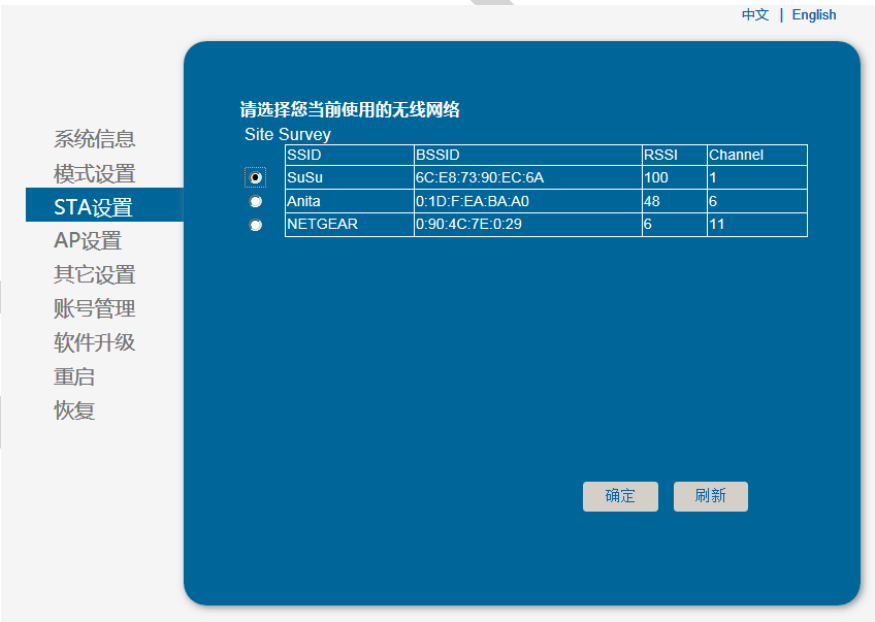 中文 | English
系统信息
模式设置
STA设置
AP设置
其它设置
账号管理
软件升级
重启
恢复
请选择您当前使用的无线网络
Site Survey
SSID BSSID RSSI Channel
SuSu 6C:E8:73:90:EC:6A 100 1
Anita 0:1D:F:EA:BA:A0 48 6
NETGEAR 0:90:4C:7E:0:29 6 11
确定 刷新